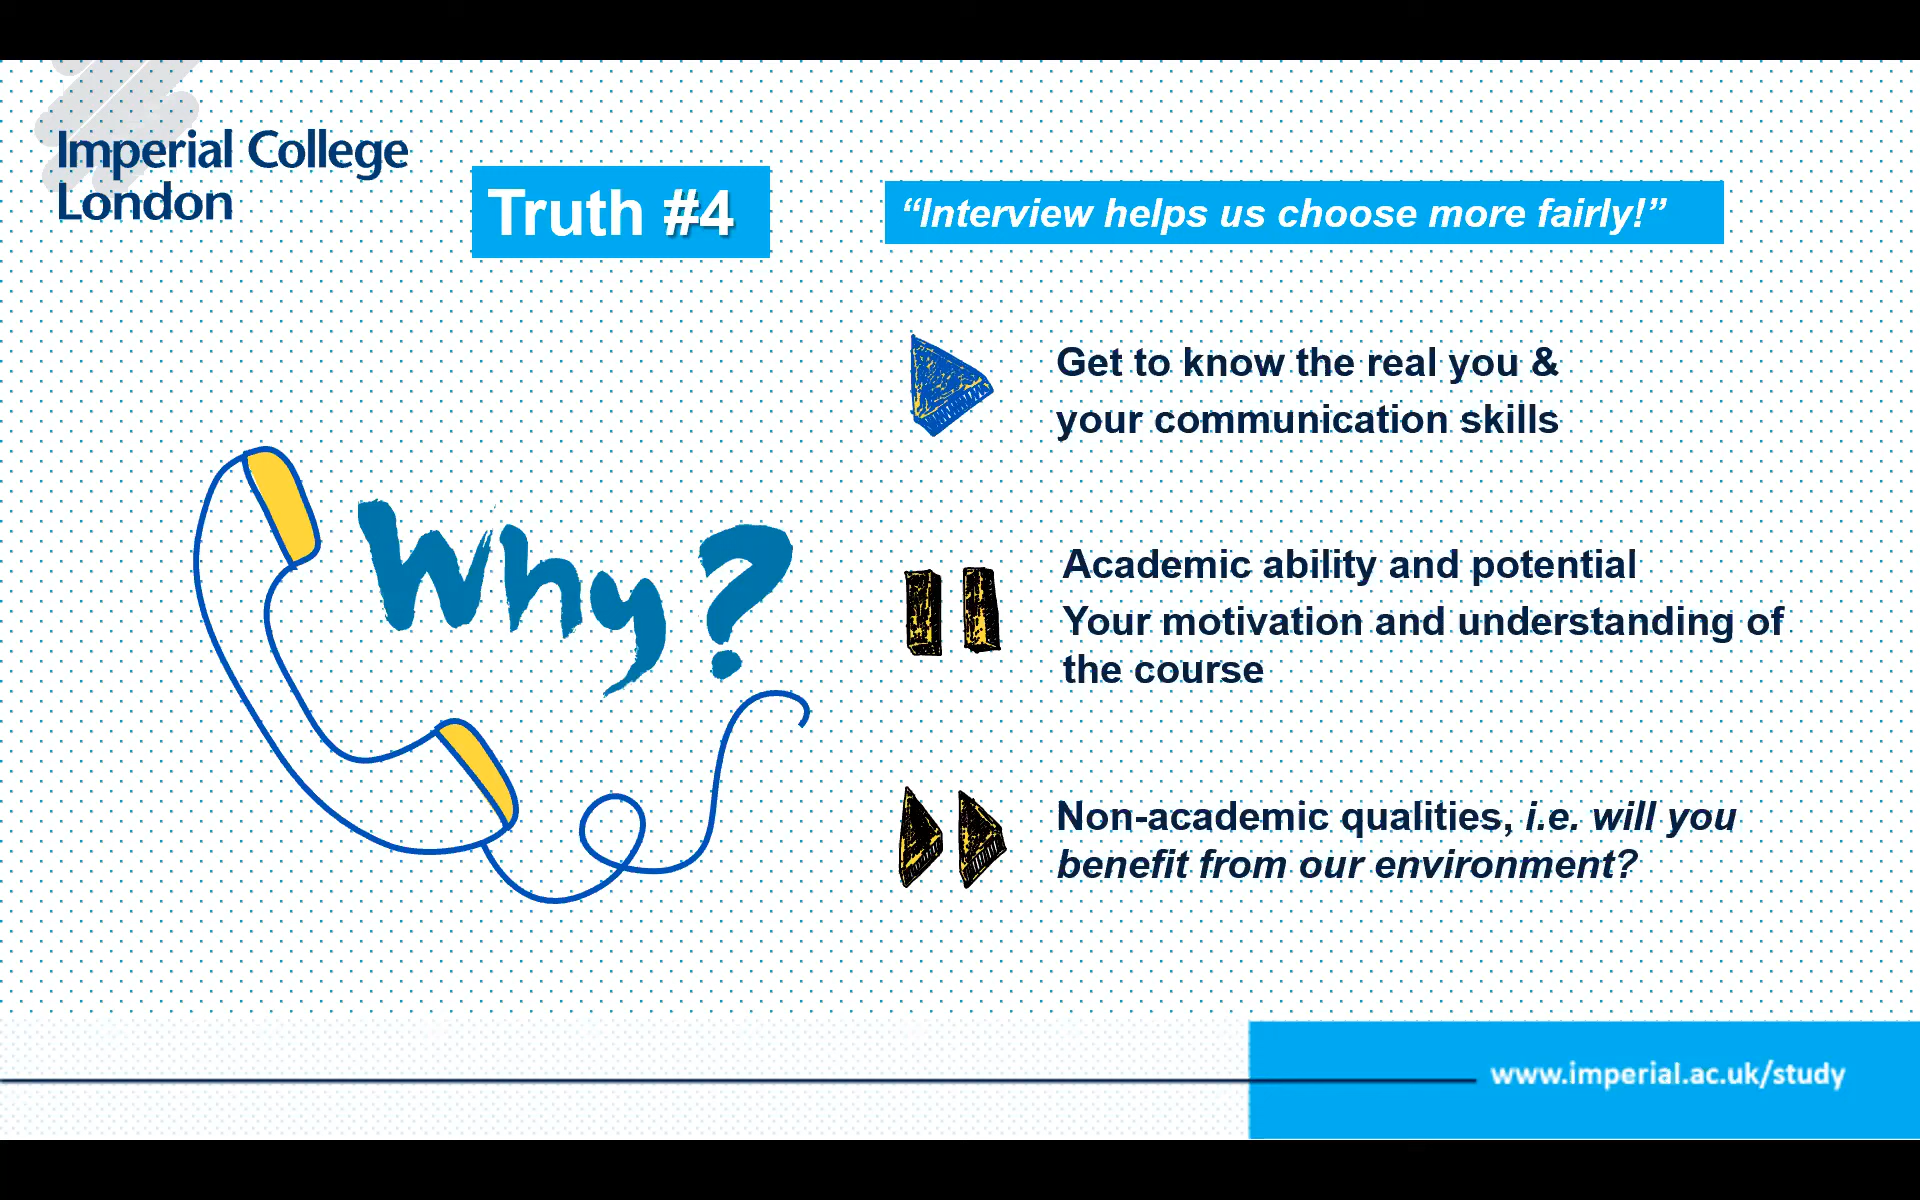 Imperial College
London
Truth #4
“Interview helps us choose more fairly!”
Get to know the real you &
your communication skills
Why?
Academic ability and potential
Your motivation and understanding of
the course
Non-academic qualities, i.e. will you
benefit from our environment?
www.imperial.ac.uk/study